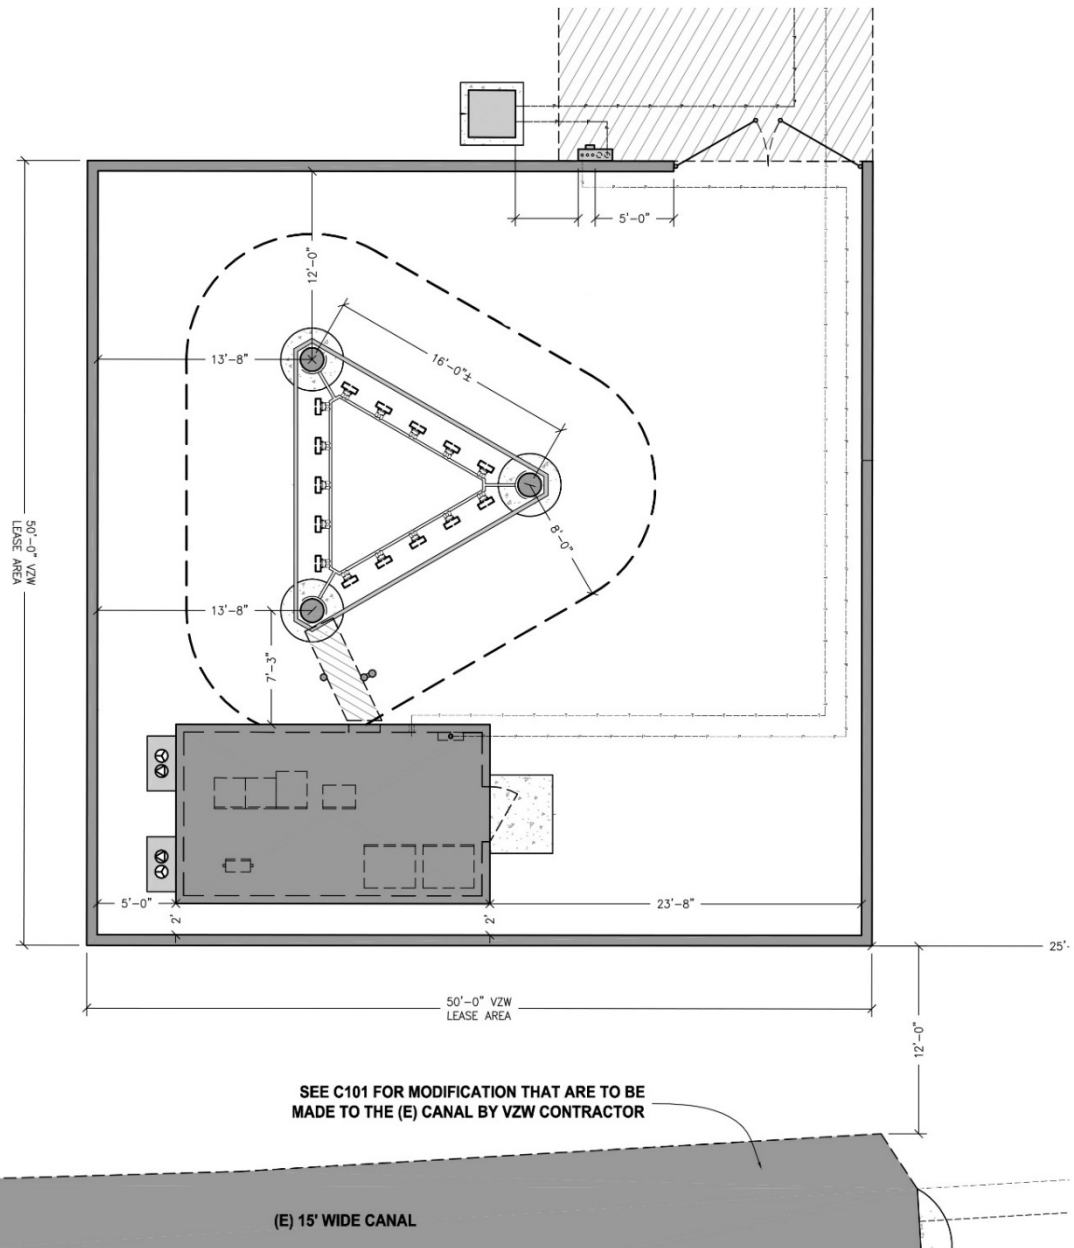 5'-0"
12'-0"
13'-8"
16'-0"±
8'-0"
50'-0" VZW
LEASE AREA
13'-8"
7'-3"
5'-0"
2'
2'
23'-8"
25'-
50'-0" VZW
LEASE AREA
12'-0"
SEE C101 FOR MODIFICATION THAT ARE TO BE
MADE TO THE (E) CANAL BY VZW CONTRACTOR
(E) 15' WIDE CANAL